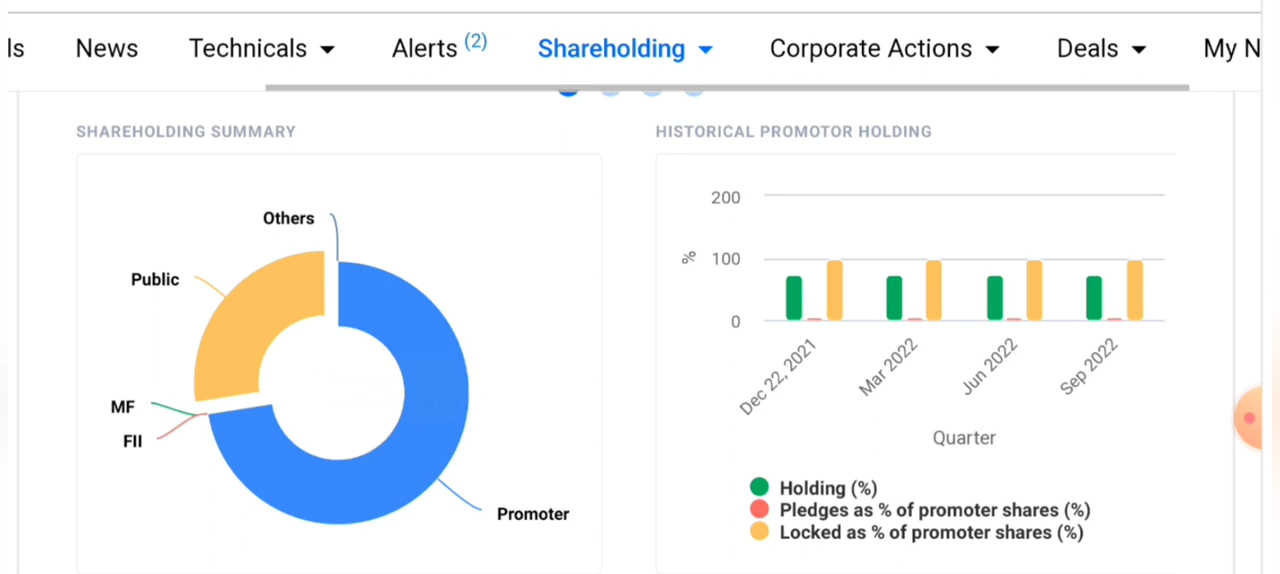 ls News Technicals Alerts (2) Shareholding Corporate Actions Deals My N
SHAREHOLDING SUMMARY
Others
Public
MF
FII
Promoter
HISTORICAL PROMOTOR HOLDING
200
% 100
0
Dec 22, 2021 Mar 2022 Jun 2022 Sep 2022
Quarter
Holding (%)
Pledges as % of promoter shares (%)
Locked as % of promoter shares (%)